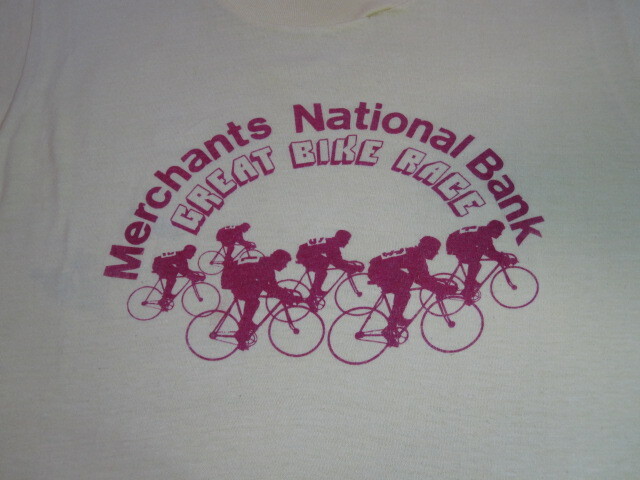 Merchants National Bank
GREAT BIKE RACE